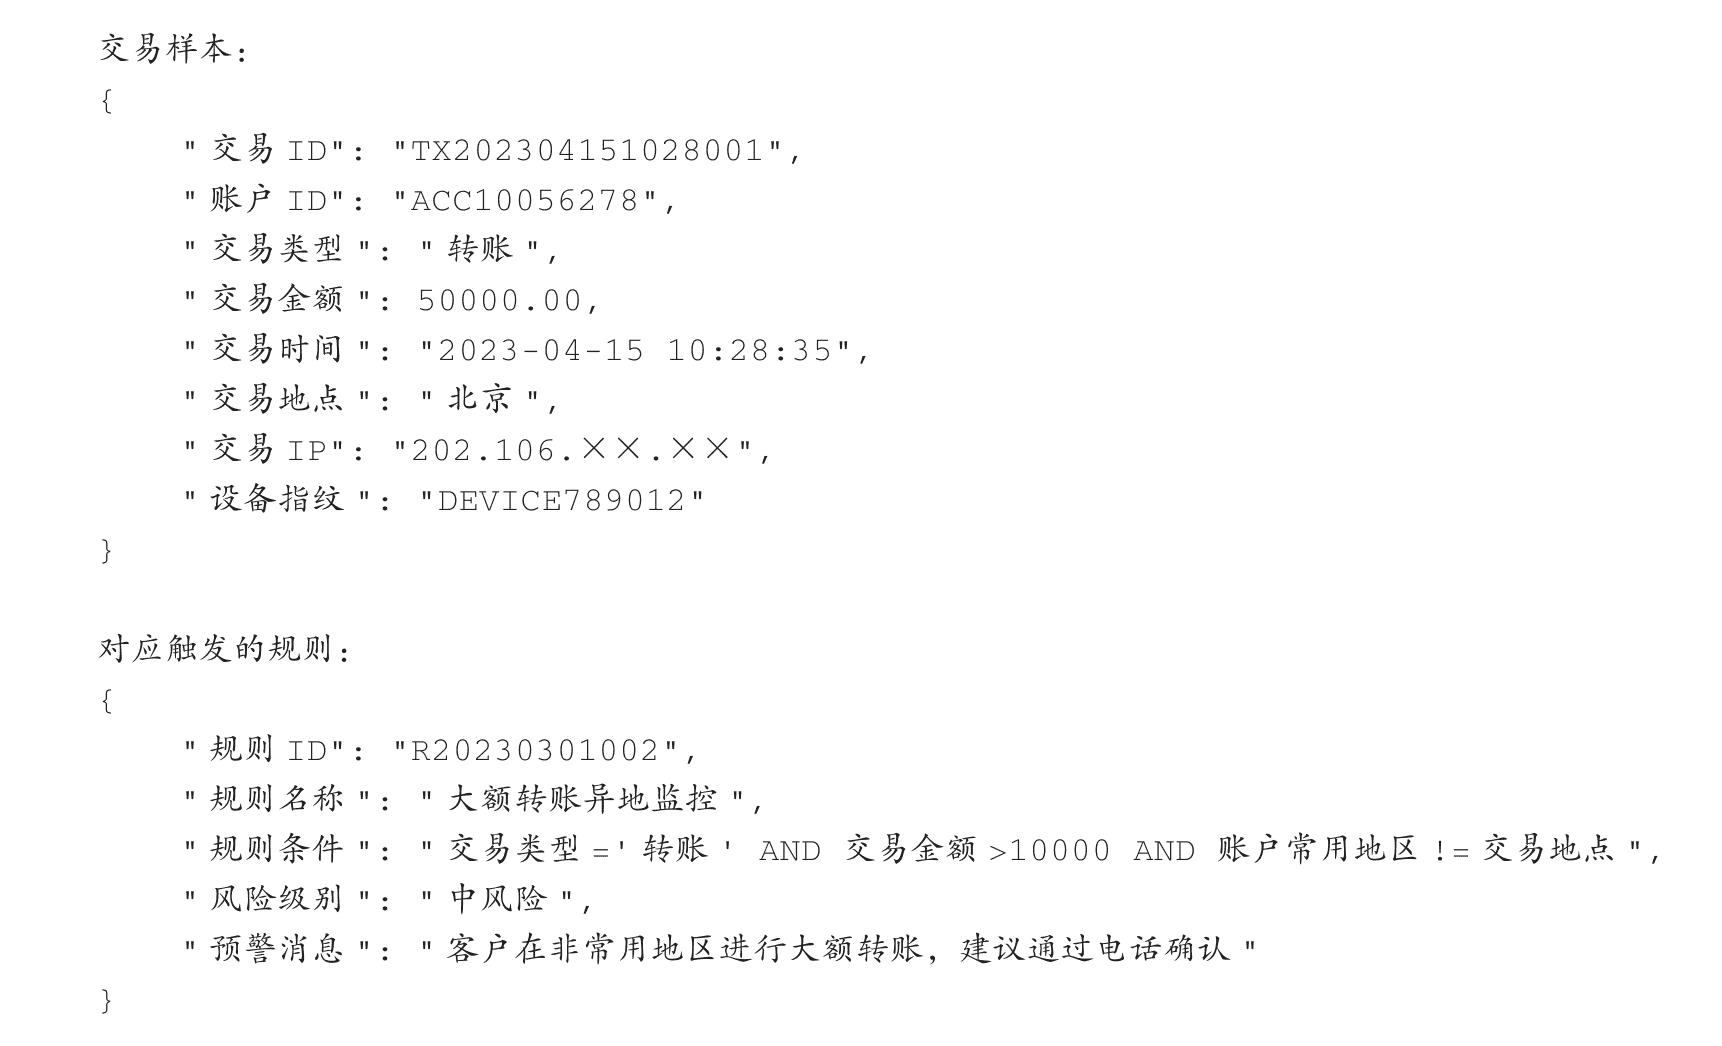 交易样本：
{
    "交易ID": "TX202304151028001",
    "账户ID": "ACC10056278",
    "交易类型": "转账",
    "交易金额": 50000.00,
    "交易时间": "2023-04-15 10:28:35",
    "交易地点": "北京",
    "交易IP": "202.106.××.××",
    "设备指纹": "DEVICE789012"
}
对应触发的规则：
{
    "规则ID": "R20230301002",
    "规则名称": "大额转账异地监控",
    "规则条件": "交易类型='转账' AND 交易金额>10000 AND 账户常用地区!=交易地点",
    "风险级别": "中风险",
    "预警消息": "客户在非常用地区进行大额转账，建议通过电话确认"
}